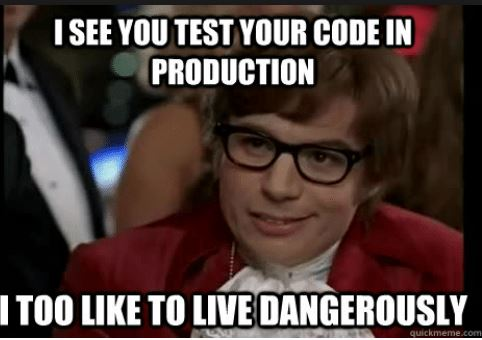 I SEE YOU TEST YOUR CODE IN
PRODUCTION
I TOO LIKE TO LIVE DANGEROUSLY
quickmeme.com